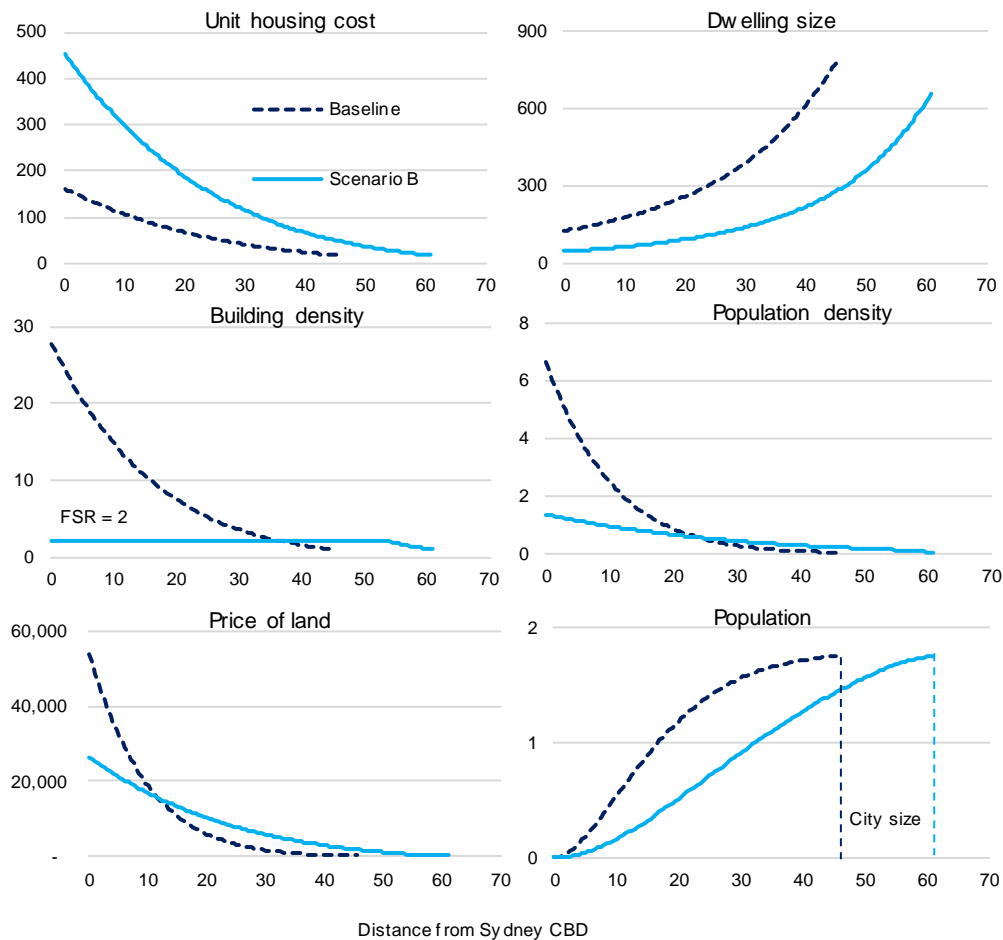 Unit housing cost
500
400
300
200
100
0
0 10 20 30 40 50 60 70
Baseline
Scenario B
Dwelling size
900
600
300
0
0 10 20 30 40 50 60 70
Building density
30
20
10
0
FSR = 2
0 10 20 30 40 50 60 70
Population density
8
6
4
2
0
0 10 20 30 40 50 60 70
Price of land
60,000
40,000
20,000
-
0 10 20 30 40 50 60 70
Population
2
1
0
City size
0 10 20 30 40 50 60 70
Distance from Sydney CBD